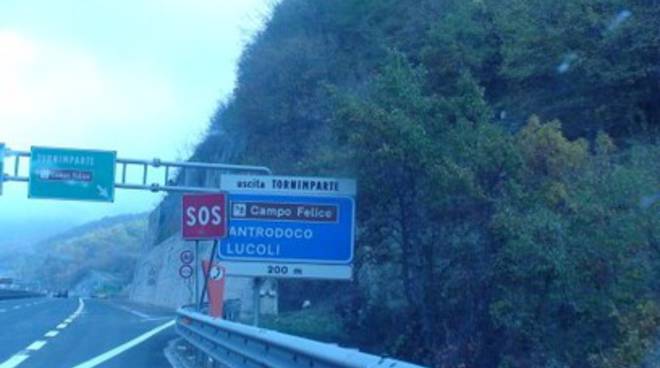 TORNIMPARTE
Campo Felice
uscita TORNIMPARTE
SOS
Campo Felice
ANTRODOCO
LUCOLI
200 m